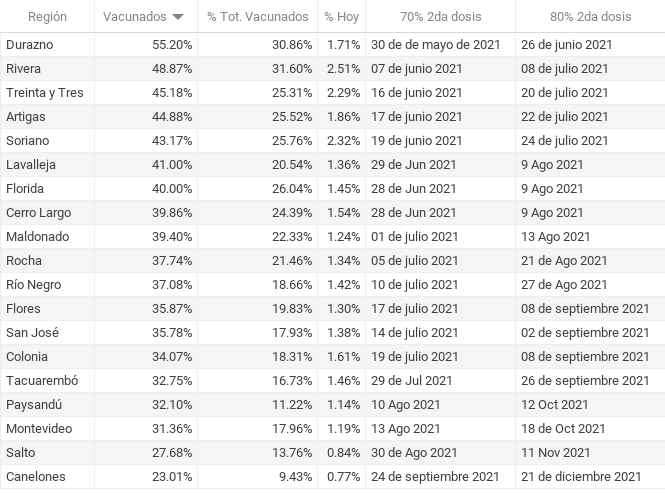 Región Vacunados % Tot. Vacunados % Hoy 70% 2da dosis 80% 2da dosis
Durazno 55.20% 30.86% 1.71% 30 de de mayo de 2021 26 de junio 2021
Rivera 48.87% 31.60% 2.51% 07 de junio 2021 08 de julio 2021
Treinta y Tres 45.18% 25.31% 2.29% 16 de junio 2021 20 de julio 2021
Artigas 44.88% 25.52% 1.86% 17 de junio 2021 22 de julio 2021
Soriano 43.17% 25.76% 2.32% 19 de junio 2021 24 de julio 2021
Lavalleja 41.00% 20.54% 1.36% 29 de Jun 2021 9 Ago 2021
Florida 40.00% 26.04% 1.45% 28 de Jun 2021 9 Ago 2021
Cerro Largo 39.86% 24.39% 1.54% 28 de Jun 2021 9 Ago 2021
Maldonado 39.40% 22.33% 1.24% 01 de julio 2021 13 Ago 2021
Rocha 37.74% 21.46% 1.34% 05 de julio 2021 21 de Ago 2021
Río Negro 37.08% 18.66% 1.42% 10 de julio 2021 27 de Ago 2021
Flores 35.87% 19.83% 1.30% 17 de julio 2021 08 de septiembre 2021
San José 35.78% 17.93% 1.38% 14 de julio 2021 02 de septiembre 2021
Colonia 34.07% 18.31% 1.61% 19 de julio 2021 08 de septiembre 2021
Tacuarembó 32.75% 16.73% 1.46% 29 de Jul 2021 26 de septiembre 2021
Paysandú 32.10% 11.22% 1.14% 10 Ago 2021 12 Oct 2021
Montevideo 31.36% 17.96% 1.19% 13 Ago 2021 18 de Oct 2021
Salto 27.68% 13.76% 0.84% 30 de Ago 2021 11 Nov 2021
Canelones 23.01% 9.43% 0.77% 24 de septiembre 2021 21 de diciembre 2021